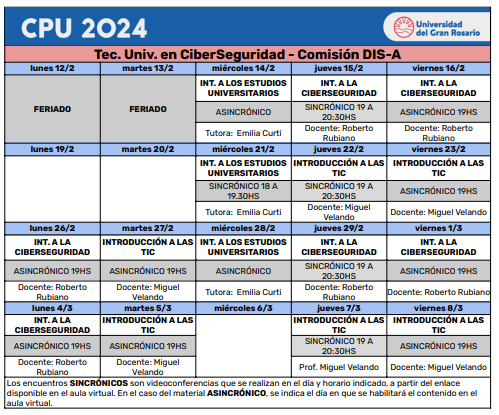 CPU 2024
Universidad
del Gran Rosario
Tec. Univ. en CiberSeguridad - Comisión DIS-A
lunes 12/2 martes 13/2 miércoles 14/2 jueves 15/2 viernes 16/2
FERIADO
FERIADO
INT. A LOS ESTUDIOS
UNIVERSITARIOS
ASINCRÓNICO
Tutora: Emilia Curti
INT. A LA
CIBERSEGURIDAD
SINCRÓNICO 19 A
20:30HS
Docente: Roberto
Rubiano
INT. A LA
CIBERSEGURIDAD
ASINCRÓNICO 19HS
Docente: Roberto
Rubiano
lunes 19/2 martes 20/2 miércoles 21/2 jueves 22/2 viernes 23/2
INT. A LOS ESTUDIOS
UNIVERSITARIOS
SINCRÓNICO 18 A
19.30HS
Tutora: Emilia Curti
INTRODUCCIÓN A LAS
TIC
SINCRÓNICO 19 A
20:30HS
Docente: Miguel
Velando
INTRODUCCIÓN A LAS
TIC
ASINCRÓNICO 19HS
Docente: Miguel Velando
lunes 26/2 martes 27/2 miércoles 28/2 jueves 29/2 viernes 1/3
INT. A LA
CIBERSEGURIDAD
ASINCRÓNICO 19HS
Docente: Roberto
Rubiano
INTRODUCCIÓN A LAS
TIC
ASINCRÓNICO 19HS
Docente: Miguel
Velando
INT. A LOS ESTUDIOS
UNIVERSITARIOS
ASINCRÓNICO
Tutora: Emilia Curti
INT. A LA
CIBERSEGURIDAD
SINCRÓNICO 19 A
20:30HS
Docente: Roberto
Rubiano
INT. A LA
CIBERSEGURIDAD
ASINCRÓNICO 19HS
Docente: Roberto Rubiano
lunes 4/3 martes 5/3 miércoles 6/3 jueves 7/3 viernes 8/3
INT. A LA
CIBERSEGURIDAD
ASINCRÓNICO 19HS
Docente: Roberto
Rubiano
INTRODUCCIÓN A LAS
TIC
ASINCRÓNICO 19HS
Docente: Miguel
Velando
INTRODUCCIÓN A LAS
TIC
SINCRÓNICO 19 A
20:30HS
Prof. Miguel Velando
INTRODUCCIÓN A LAS
TIC
ASINCRÓNICO 19HS
Docente: Miguel Velando
Los encuentros SINCRÓNICOS son videoconferencias que se realizan en el día y horario indicado, a partir del enlace
disponible en el aula virtual. En el caso del material ASINCRÓNICO, se indica el día en que se habilitará el contenido en el
aula virtual.